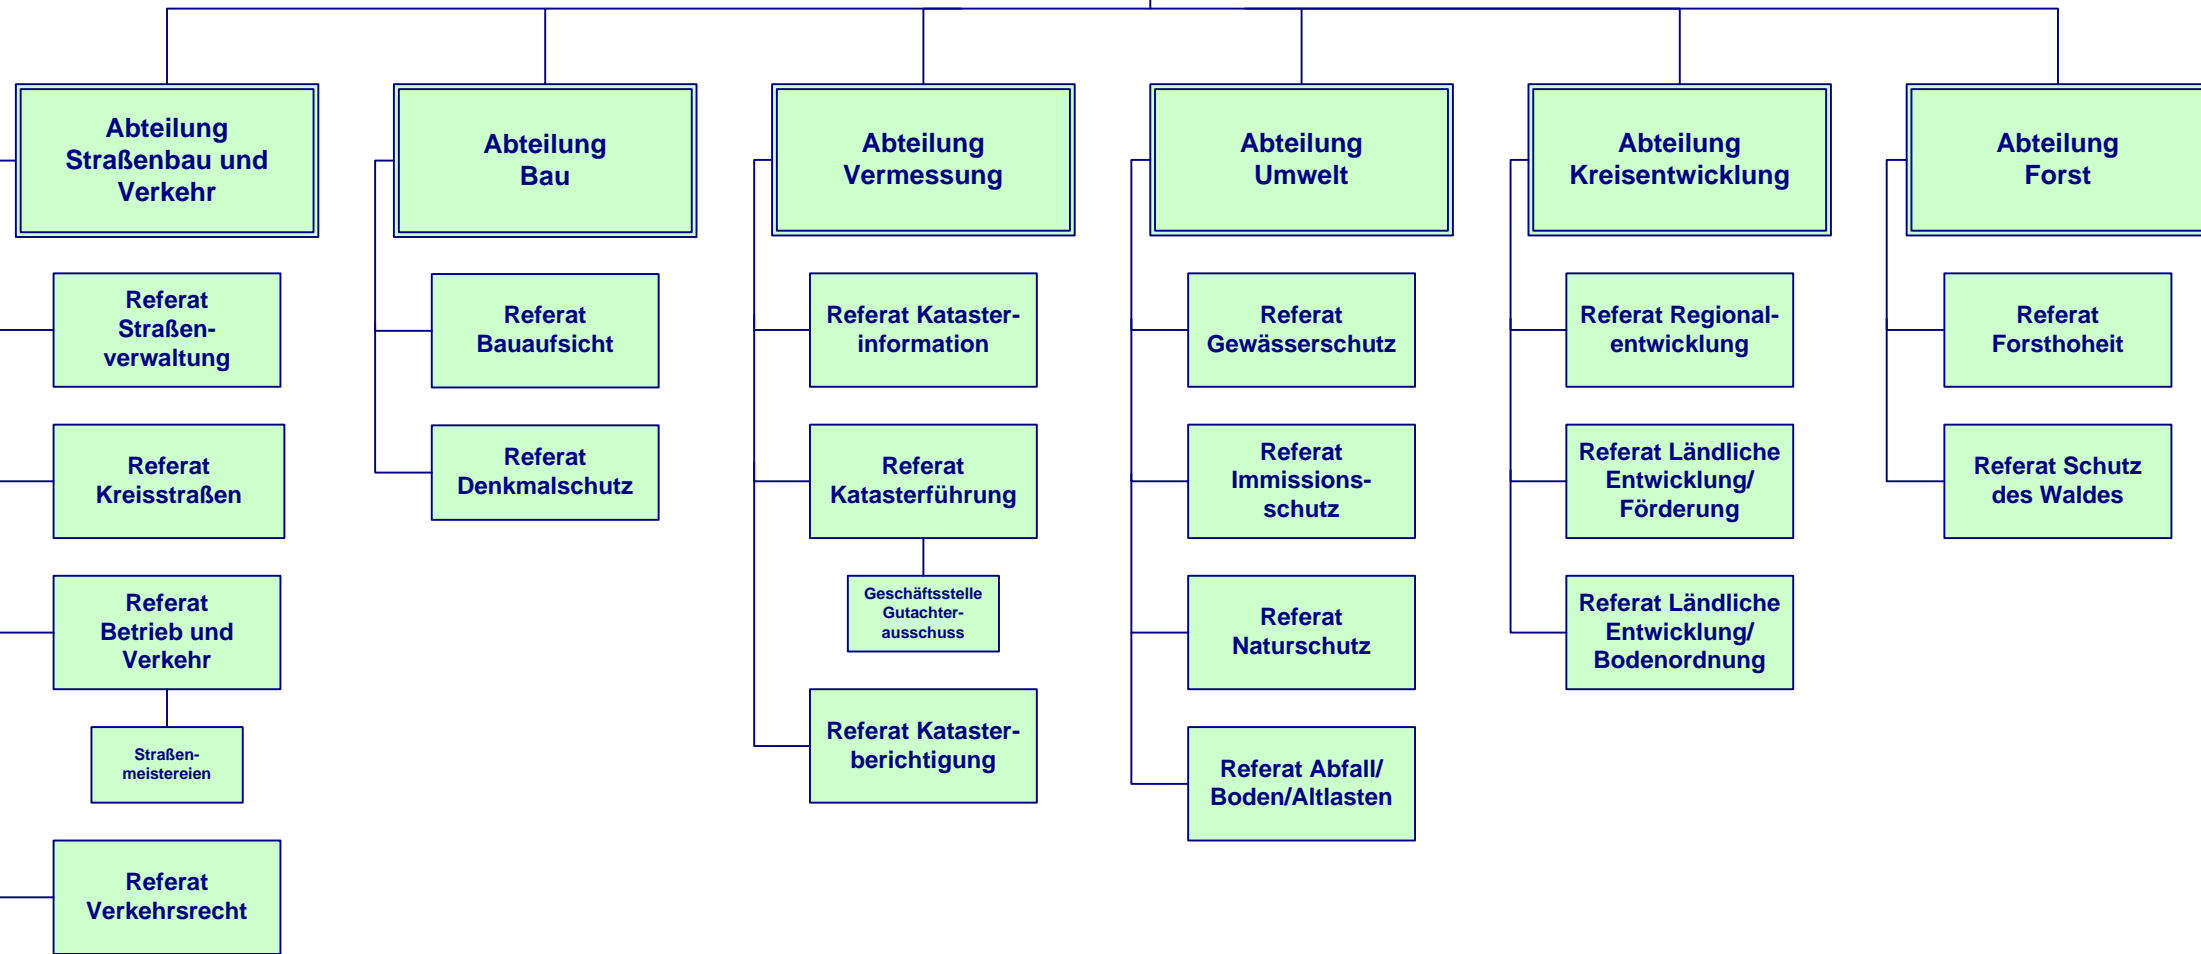 Abteilung
Straßenbau und
Verkehr
Referat
Straßen-
verwaltung
Referat
Kreisstraßen
Referat
Betrieb und
Verkehr
Straßen-
meistereien
Referat
Verkehrsrecht
Abteilung
Bau
Referat
Bauaufsicht
Referat
Denkmalschutz
Abteilung
Vermessung
Referat Kataster-
information
Referat
Katasterführung
Geschäftsstelle
Gutachter-
ausschuss
Referat Kataster-
berichtigung
Abteilung
Umwelt
Referat
Gewässerschutz
Referat
Immissions-
schutz
Referat
Naturschutz
Referat Abfall/
Boden/Altlasten
Abteilung
Kreisentwicklung
Referat Regional-
entwicklung
Referat Ländliche
Entwicklung/
Förderung
Referat Ländliche
Entwicklung/
Bodenordnung
Abteilung
Forst
Referat
Forsthoheit
Referat Schutz
des Waldes